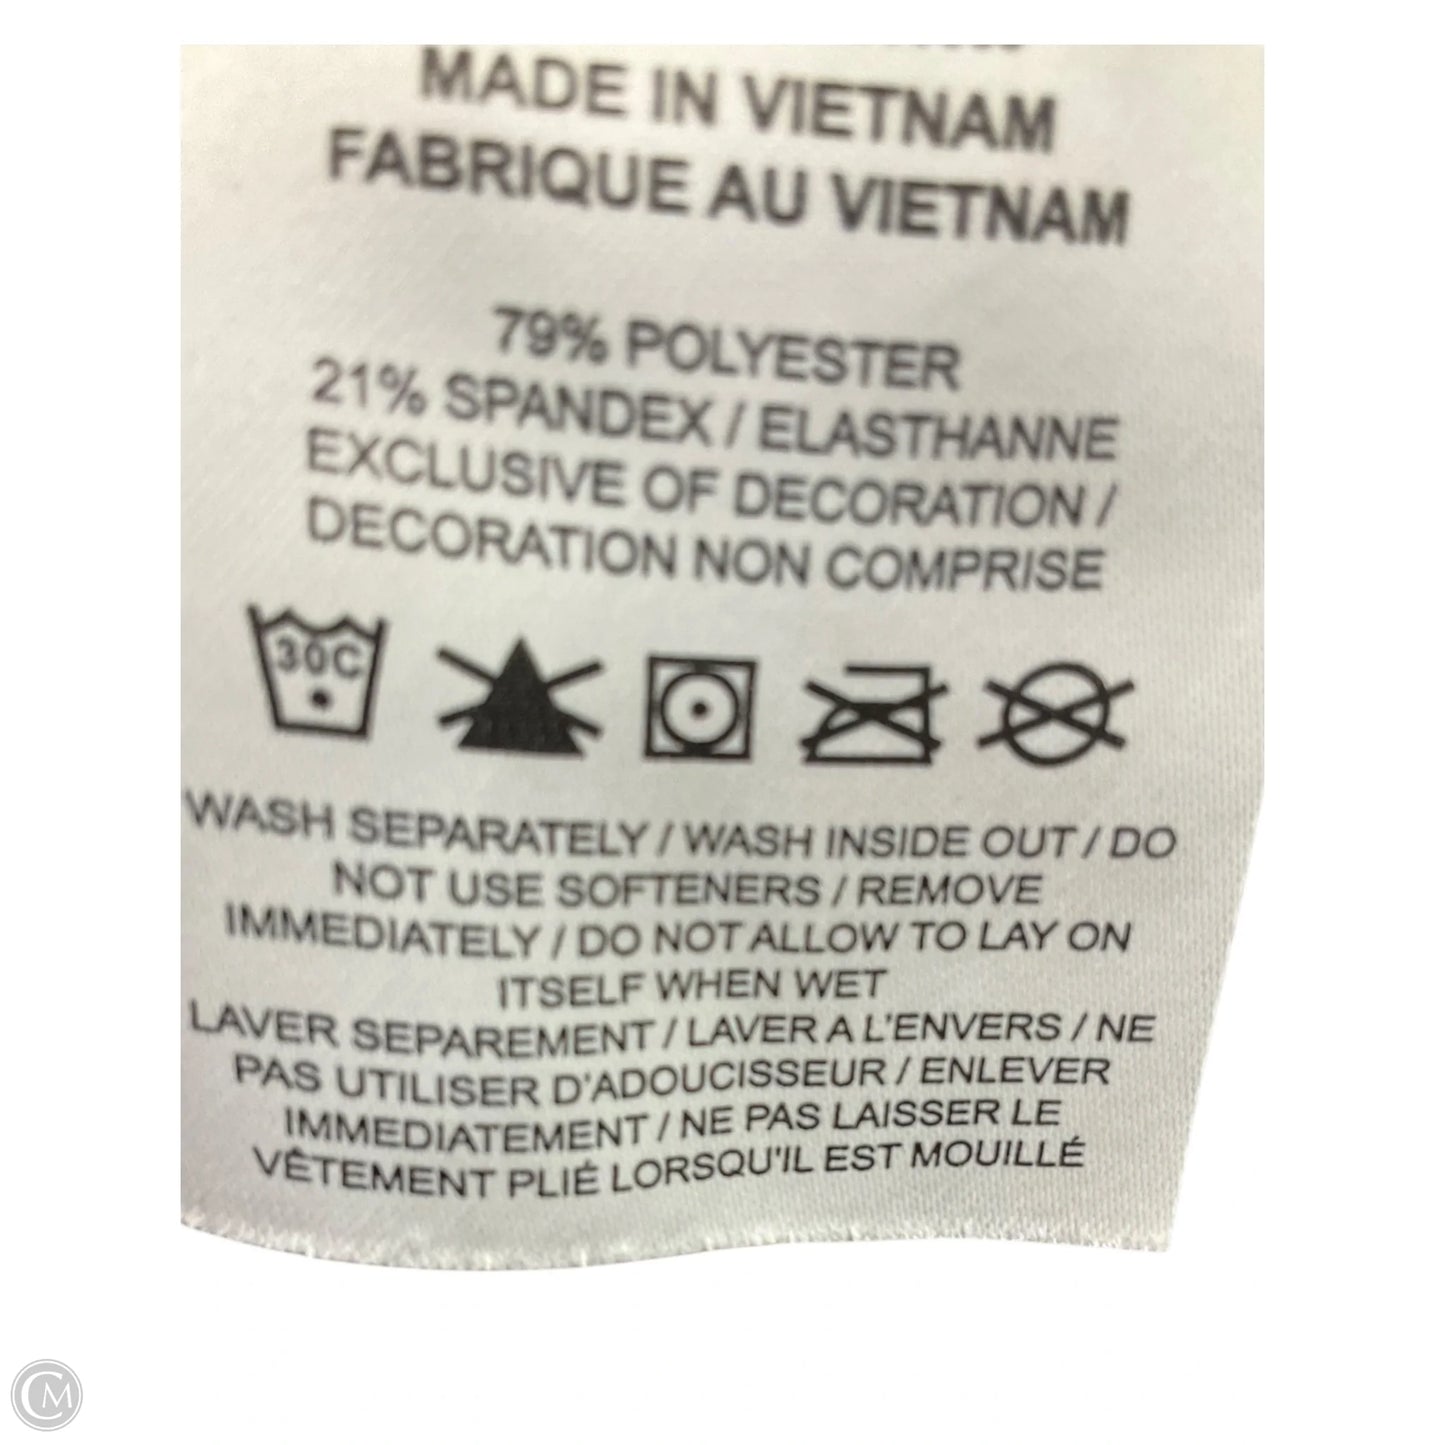 MADE IN VIETNAM
FABRIQUE AU VIETNAM
79% POLYESTER
21% SPANDEX / ELASTHANNE
EXCLUSIVE OF DECORATION /
DECORATION NON COMPRISE
30C
WASH SEPARATELY / WASH INSIDE OUT / DO
NOT USE SOFTENERS / REMOVE
IMMEDIATELY / DO NOT ALLOW TO LAY ON
ITSELF WHEN WET
LAVER SEPAREMENT / LAVER A L'ENVERS / NE
PAS UTILISER D'ADOUCISSEUR / ENLEVER
IMMEDIATEMENT / NE PAS LAISSER LE
VÊTEMENT PLIÉ LORSQU'IL EST MOUILLÉ
CM